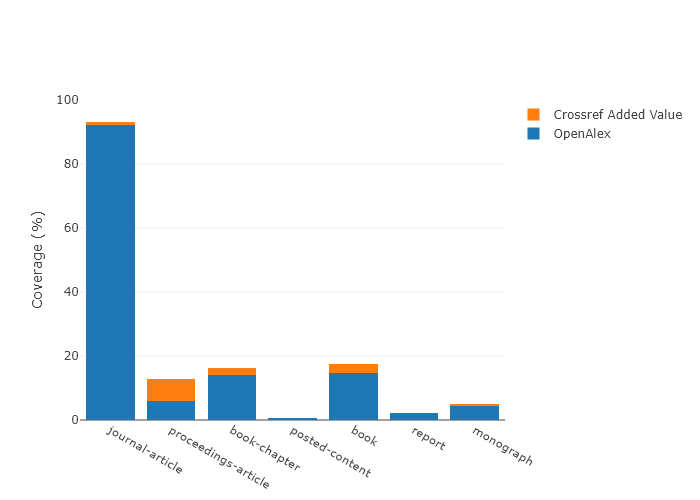 Crossref Added Value
OpenAlex
Coverage (%)
100
80
60
40
20
0
journal-article
proceedings-article
book-chapter
posted-content
book
report
monograph